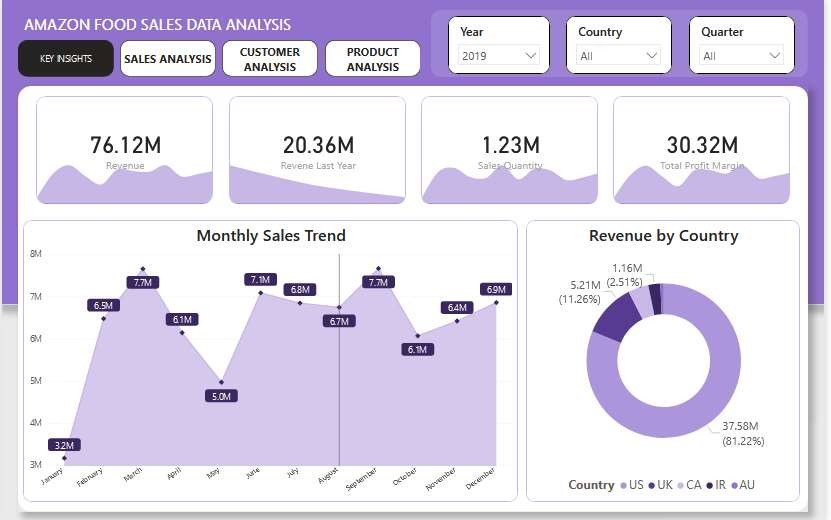 AMAZON FOOD SALES DATA ANALYSIS
KEY INSIGHTS
SALES ANALYSIS
CUSTOMER
ANALYSIS
PRODUCT
ANALYSIS
Year
2019
Country
All
Quarter
All
76.12M
Revenue
20.36M
Revene Last Year
1.23M
Sales Quantity
30.32M
Total Profit Margin
Monthly Sales Trend
8M
7M
6M
5M
4M
3M
3.2M
6.5M
7.7M
6.1M
5.0M
7.1M
6.8M
6.7M
7.7M
6.1M
6.4M
6.9M
January
February
March
April
May
June
July
August
September
October
November
December
Revenue by Country
1.16M
(2.51%)
5.21M
(11.26%)
37.58M
(81.22%)
Country US UK CA IR AU